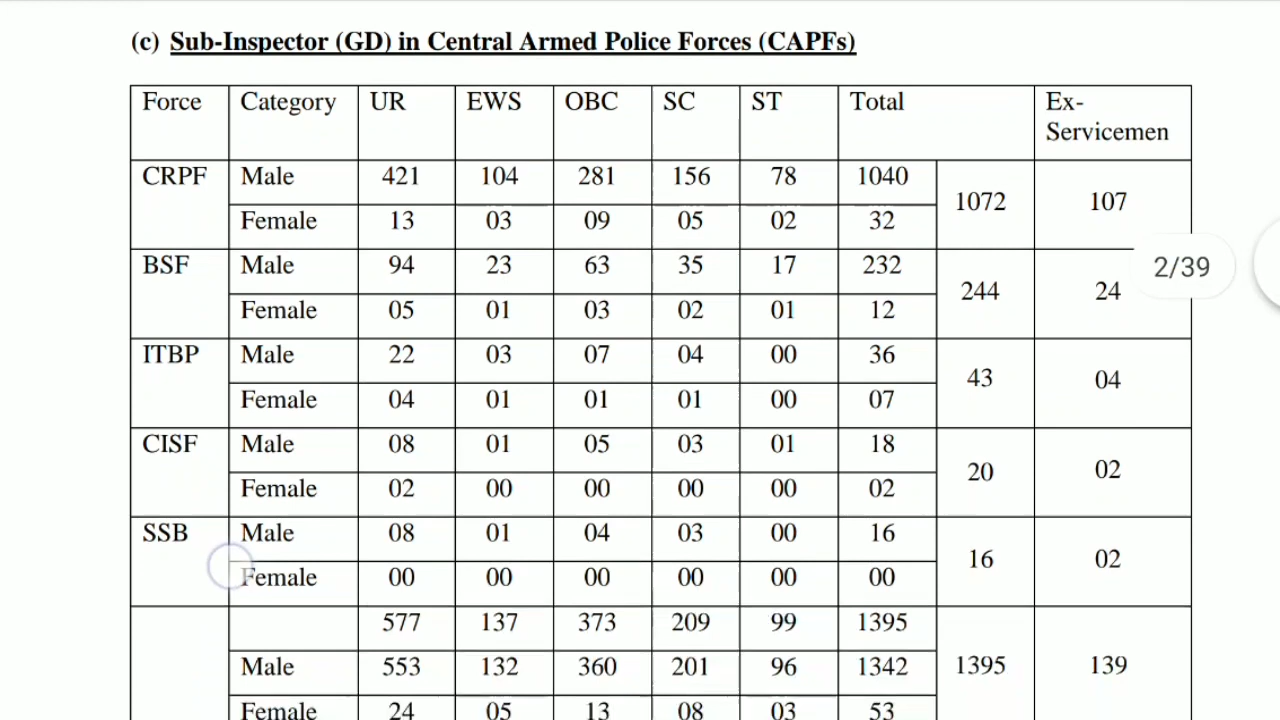 (c) Sub-Inspector (GD) in Central Armed Police Forces (CAPFs)
Force Category UR EWS OBC SC ST Total Ex-Servicemen
CRPF Male 421 104 281 156 78 1040 1072 107
Female 13 03 09 05 02 32
BSF Male 94 23 63 35 17 232 244 24
Female 05 01 03 02 01 12
2/39
ITBP Male 22 03 07 04 00 36 43 04
Female 04 01 01 01 00 07
CISF Male 08 01 05 03 01 18 20 02
Female 02 00 00 00 00 02
SSB Male 08 01 04 03 00 16 16 02
Female 00 00 00 00 00 00
577 137 373 209 99 1395 1395 139
Male 553 132 360 201 96 1342
Female 24 05 13 08 03 53